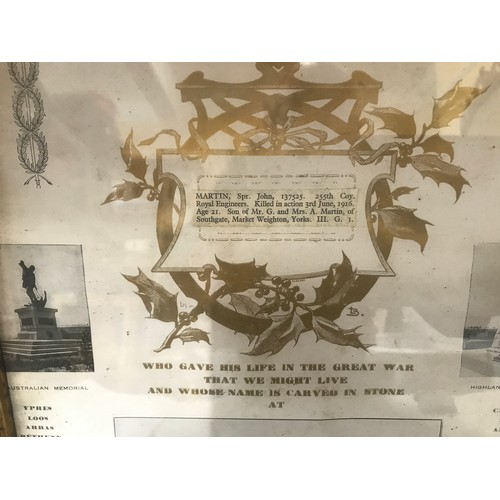 MARTIN, Spr. John, 137525. 255th Coy.
Royal Engineers. Killed in action 3rd June, 1916.
Age 21. Son of Mr. G. and Mrs. A. Martin, of
Southgate, Market Weighton, Yorks. III. G. 1.
WHO GAVE HIS LIFE IN THE GREAT WAR
THAT WE MIGHT LIVE
AND WHOSE NAME IS CARVED IN STONE
AT
AUSTRALIAN MEMORIAL
YPRES
LOOS
ARRAS
HIGHLAN